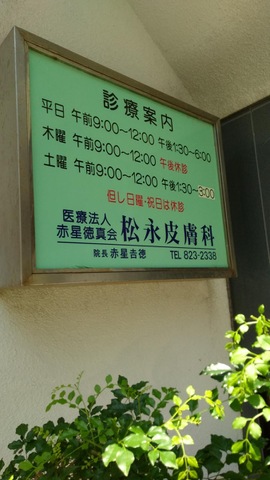 診療案内
平日 午前9:00〜12:00 午後1:30〜6:00
木曜 午前9:00〜12:00 午後休診
土曜 午前9:00〜12:00 午後1:30〜3:00
但し日曜・祝日は休診
医療法人
赤星徳真会 松永皮膚科
院長 赤星吉徳 TEL 823-2338